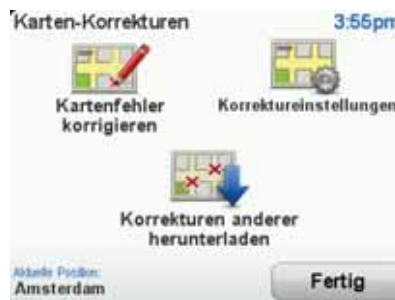 Karten-Korrekturen
3:55pm
Kartenfehler
korrigieren
Korrektureinstellungen
Korrekturen anderer
herunterladen
Aktuelle Position:
Amsterdam
Fertig